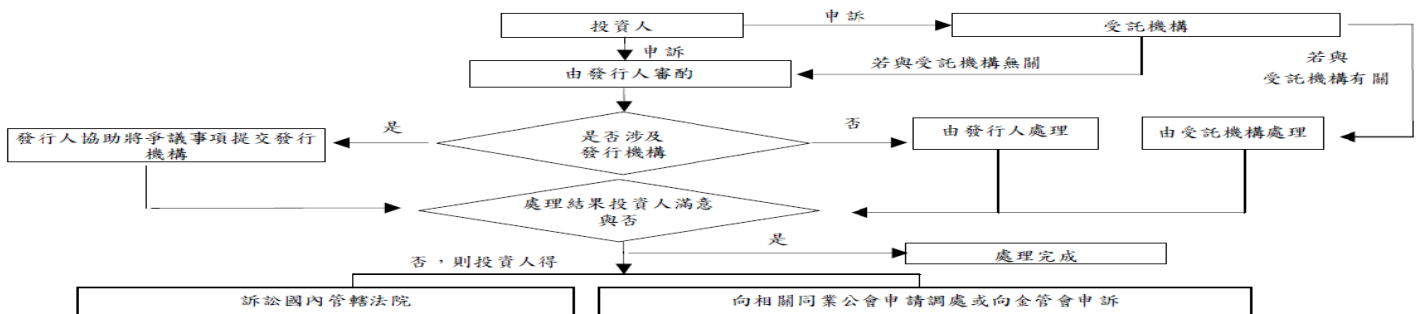 申訴
投資人
受託機構
申訴
若與
受託機構有關
若與受託機構無關
由發行人審酌
是
否
發行人協助將爭議事項提交發行
機構
是否涉及
發行機構
由發行人處理
由受託機構處理
處理結果投資人滿意
與否
是
否，則投資人得
處理完成
訴訟國內管轄法院
向相關同業公會申請調處或向金管會申訴